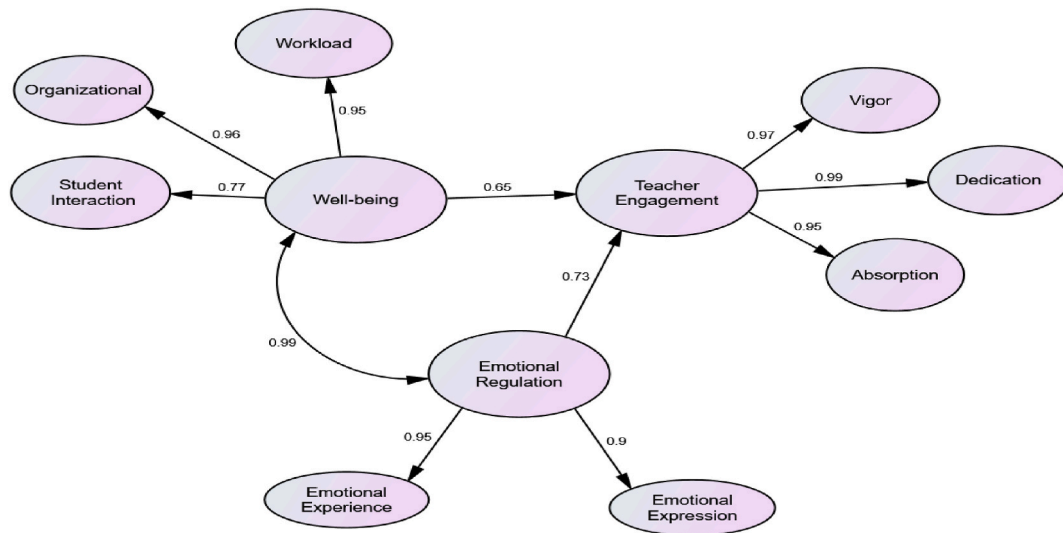 Workload
Organizational
Vigor
0.95
0.96
0.97
Student
Interaction
0.77
Well-being
0.65
Teacher
Engagement
0.99
Dedication
0.95
Absorption
0.73
0.99
Emotional
Regulation
0.95
0.9
Emotional
Experience
Emotional
Expression